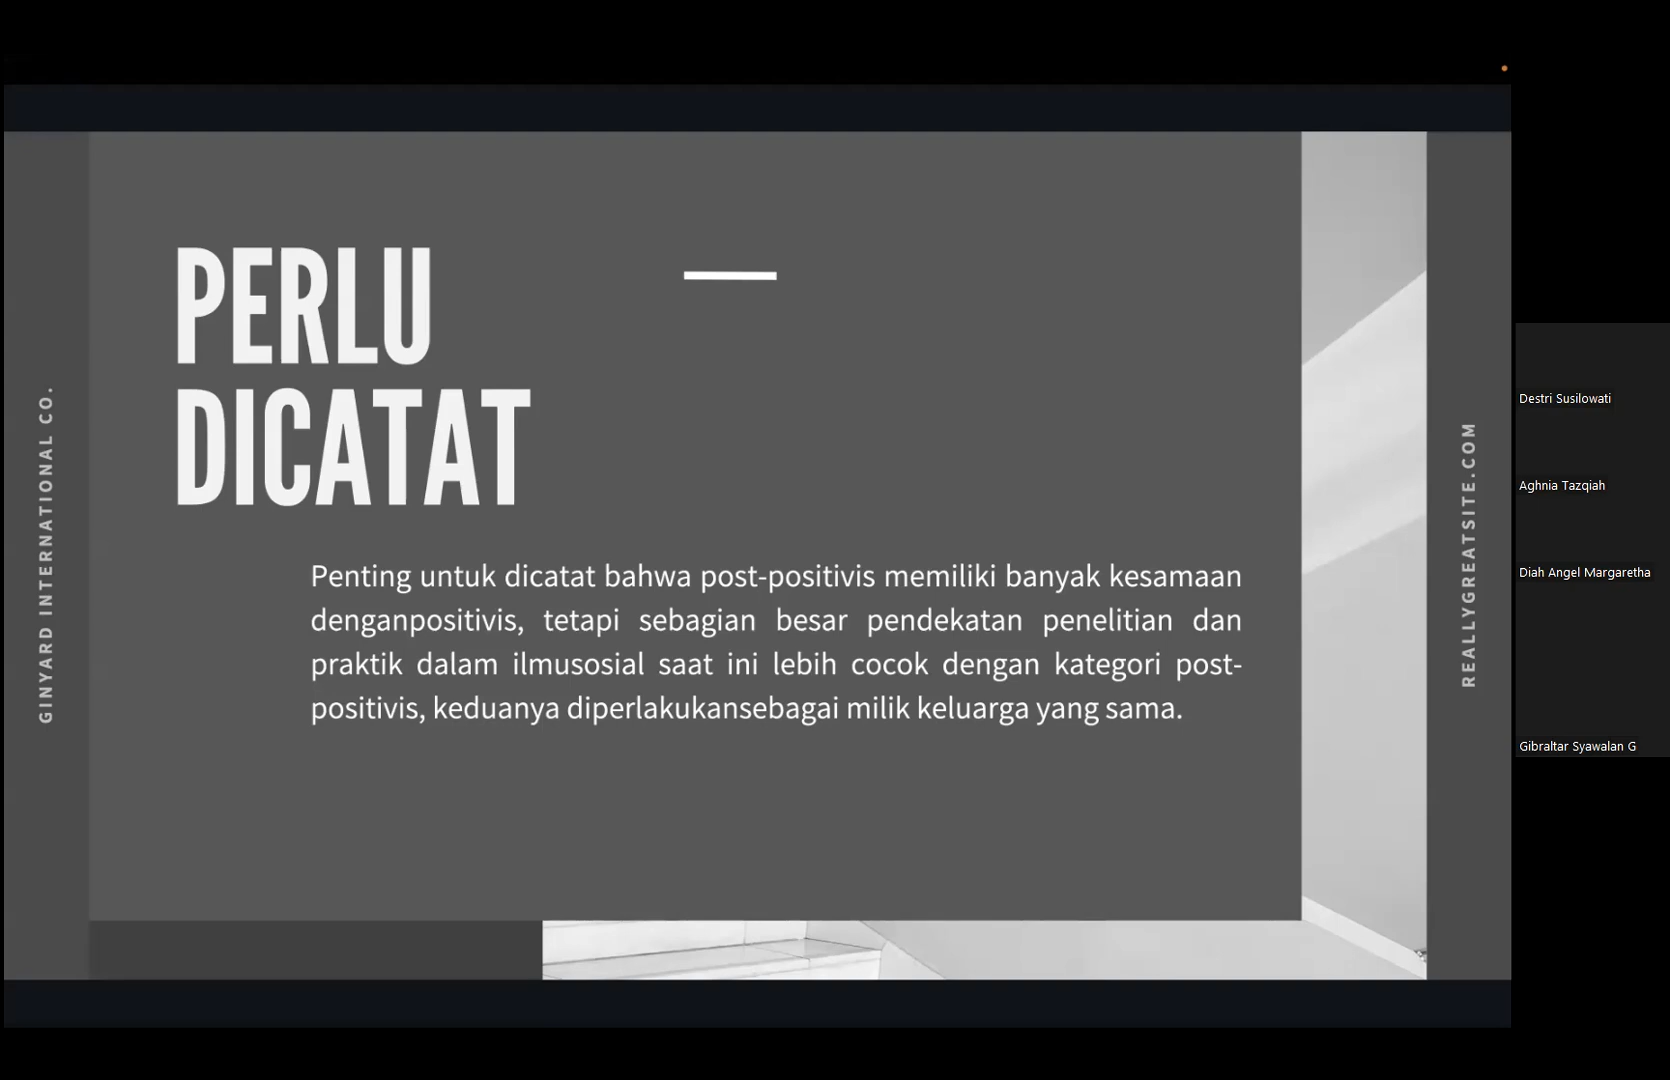 PERLU
DICATAT
Penting untuk dicatat bahwa post-positivis memiliki banyak kesamaan
denganpositivis, tetapi sebagian besar pendekatan penelitian dan
praktik dalam ilmusosial saat ini lebih cocok dengan kategori post-
positivis, keduanya diperlakukansebagai milik keluarga yang sama.
GINYARD INTERNATIONAL CO.
REALLYGREATSITE.COM
Destri Susilowati
Aghnia Tazqiah
Diah Angel Margaretha
Gibraltar Syawalan G